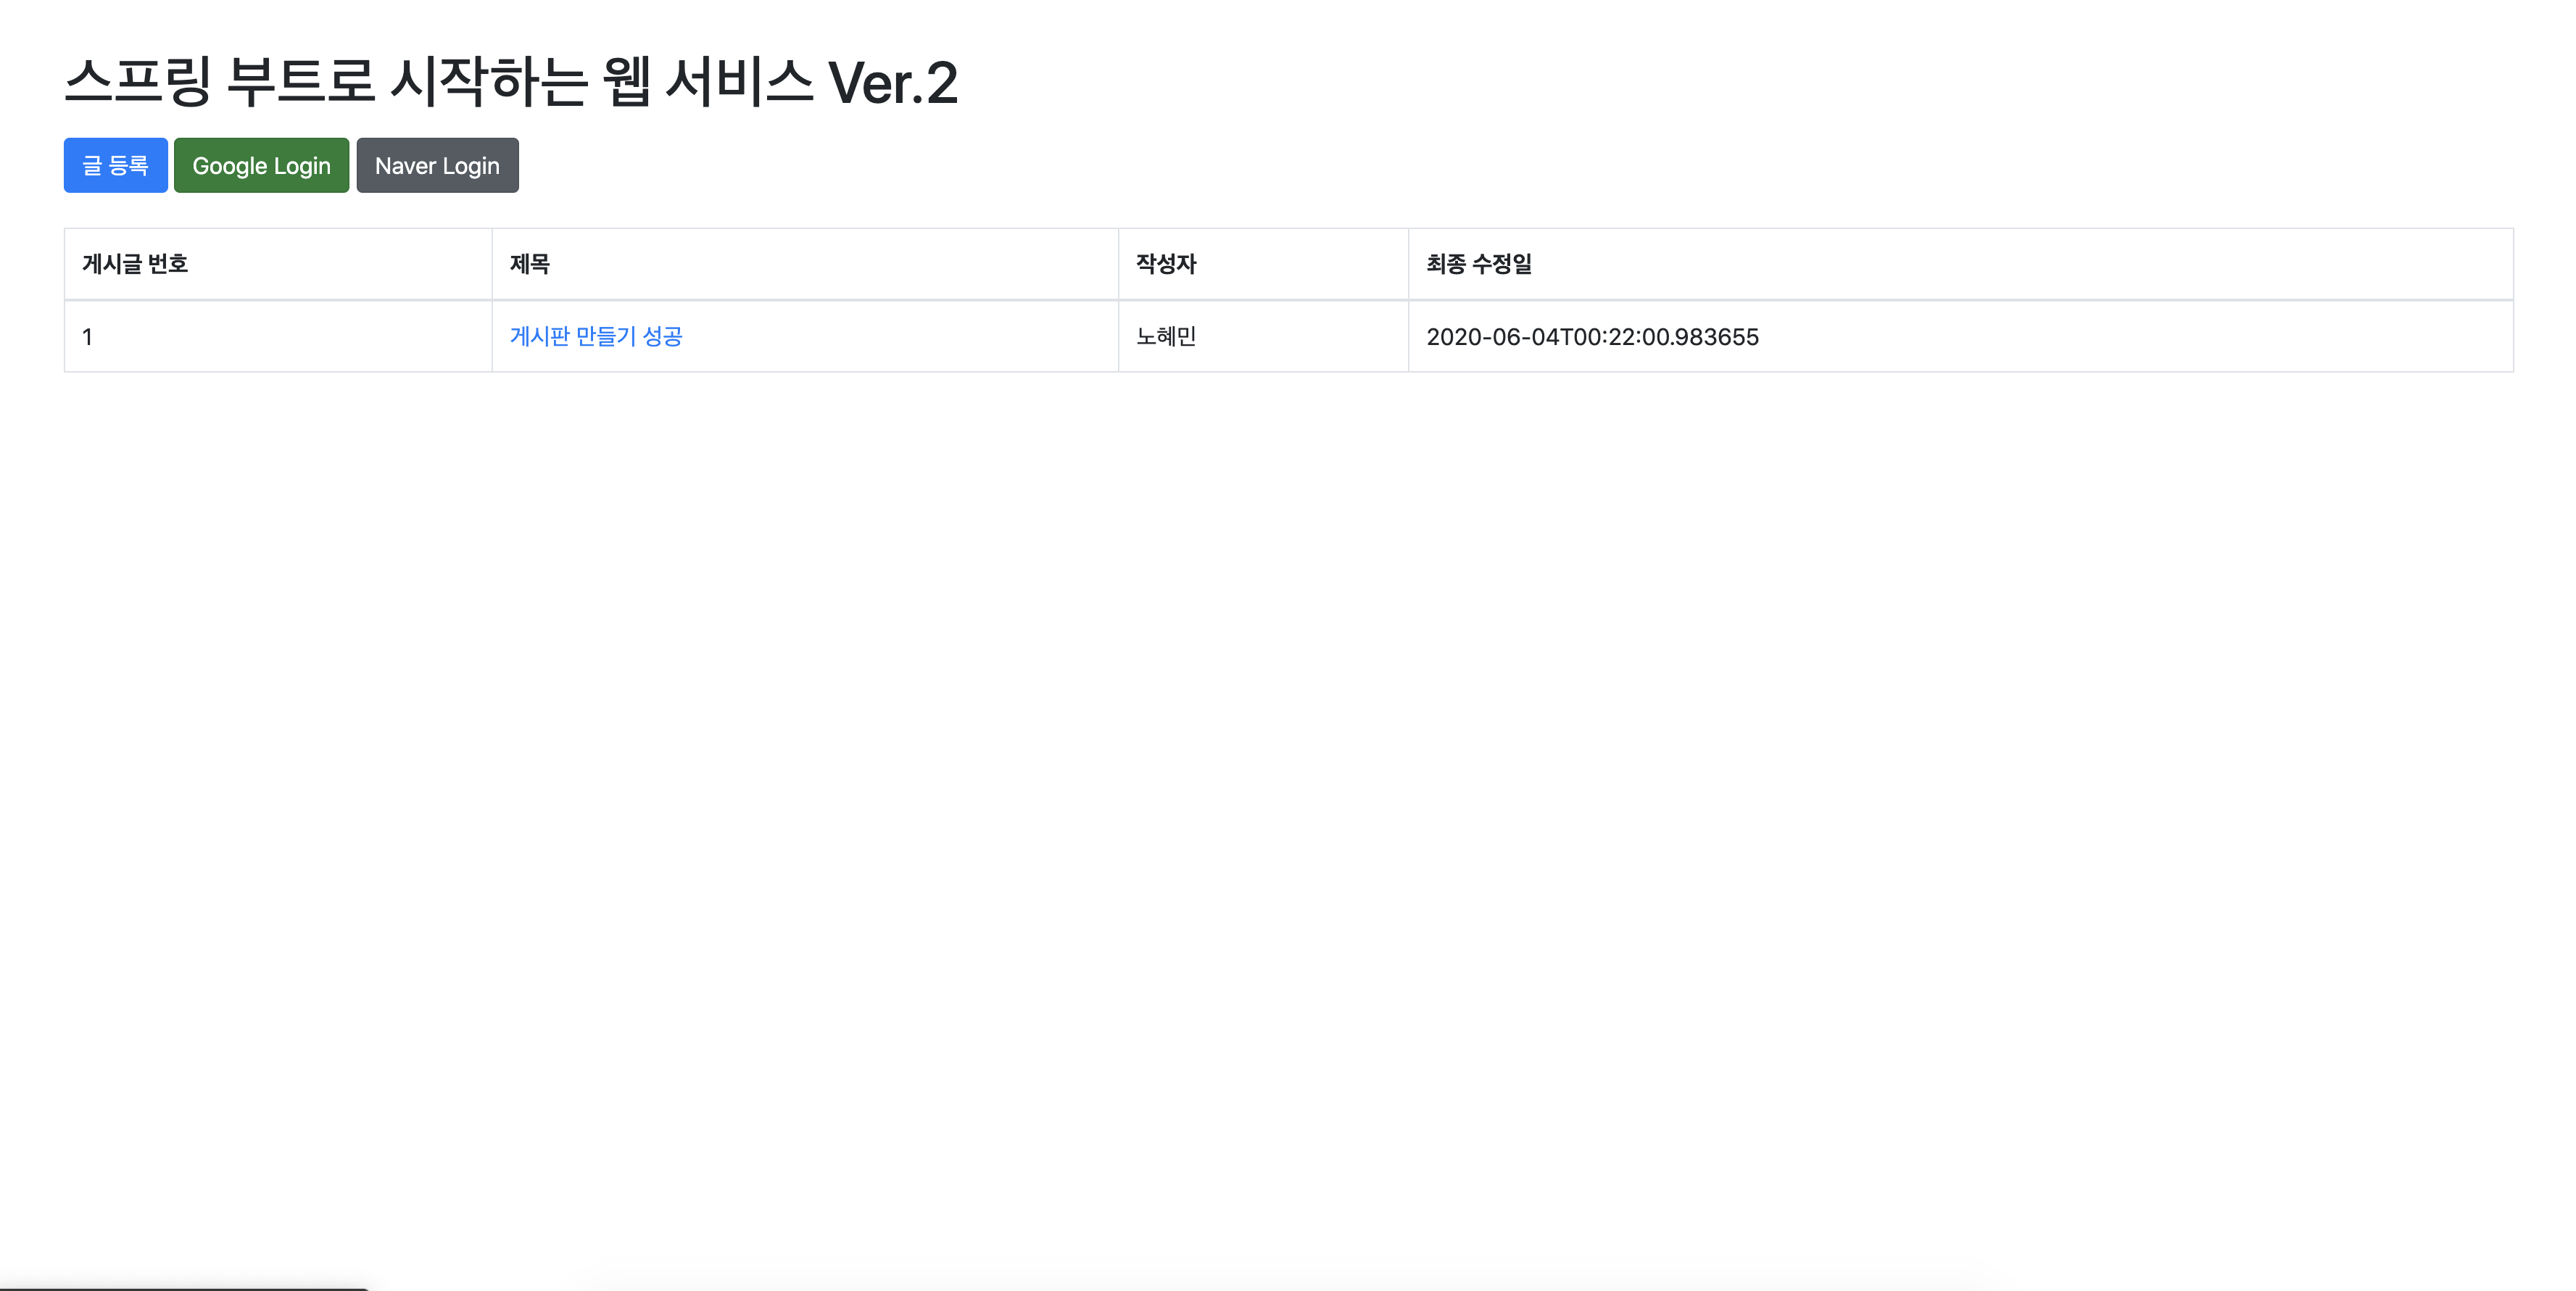 스프링 부트로 시작하는 웹 서비스 Ver.2
글 등록 Google Login Naver Login
게시글 번호 제목 작성자 최종 수정일
1 게시판 만들기 성공 노혜민 2020-06-04T00:22:00.983655